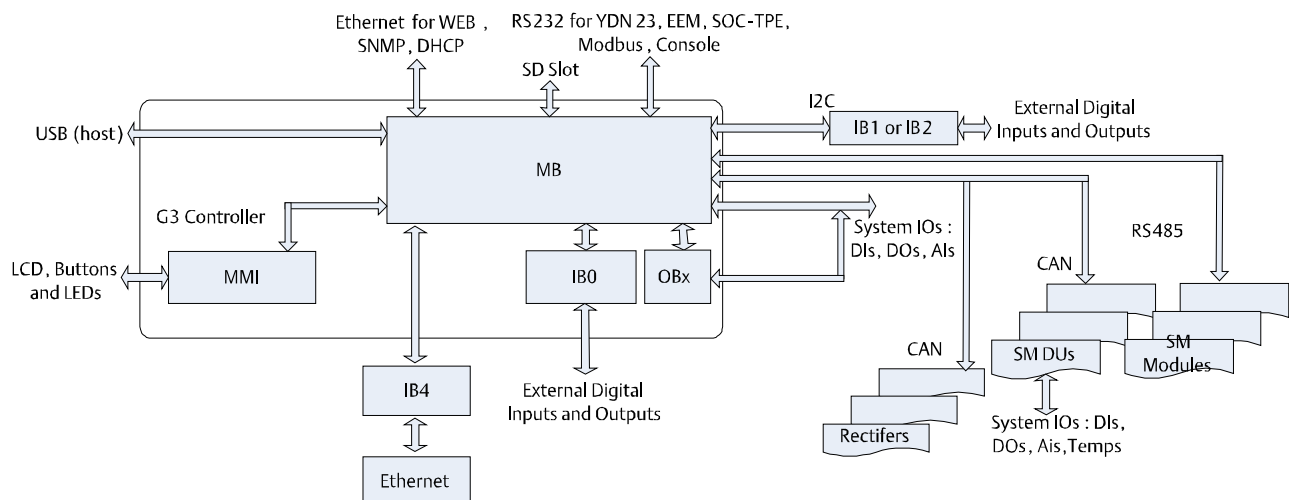 Ethernet for WEB ,
SNMP, DHCP
RS232 for YDN 23, EEM, SOC-TPE,
Modbus , Console
SD Slot
I2C
USB (host)
MB
IB1 or IB2
External Digital
Inputs and Outputs
G3 Controller
System IOs :
DIs, DOs, AIs
RS485
LCD, Buttons
and LEDs
MMI
IB0
OBx
CAN
CAN
SM DUs
SM
Modules
IB4
External Digital
Inputs and Outputs
Rectifers
System IOs : DIs,
DOs, Ais,Temps
Ethernet